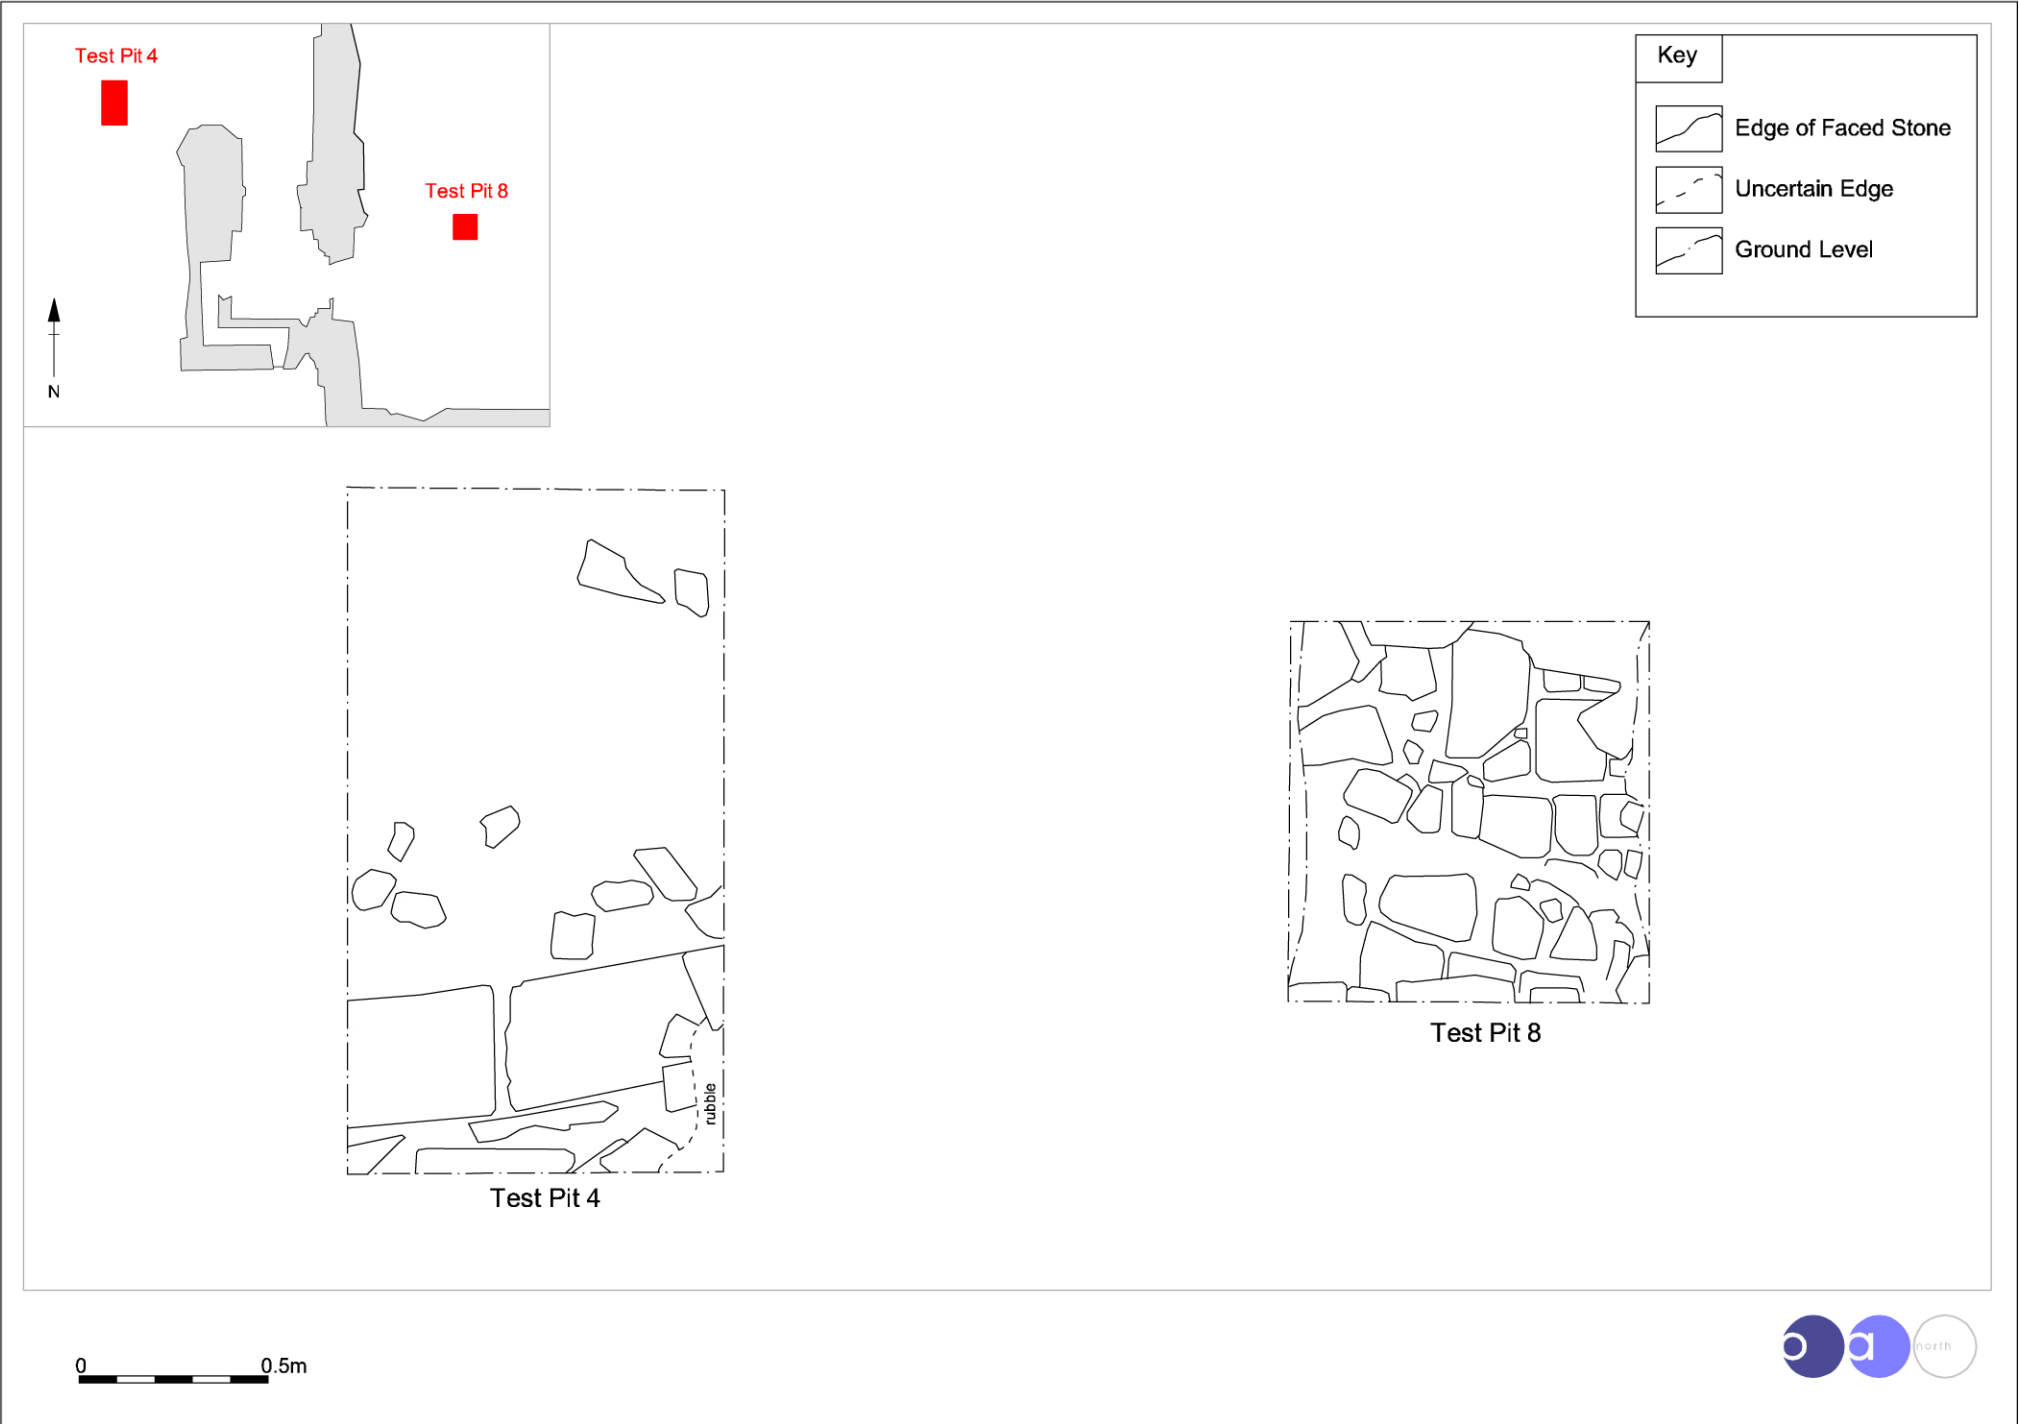 Test Pit 4
Test Pit 8
N
Key
Edge of Faced Stone
Uncertain Edge
Ground Level
rubble
Test Pit 4
Test Pit 8
0 0.5m
oa north